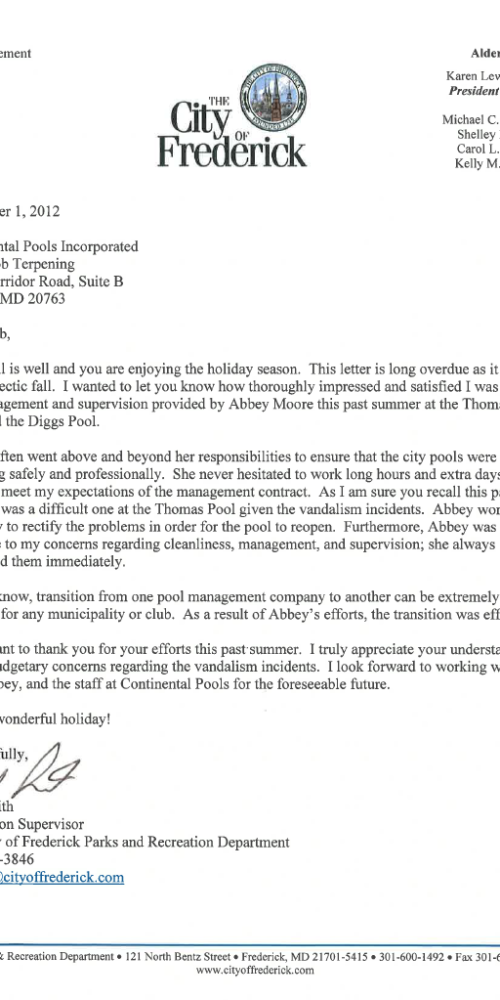 ement
Alder
Karen Lew
President
Michael C.
Shelley
Carol L.
Kelly M.
THE
City
OF
Frederick
er 1, 2012
ntal Pools Incorporated
b Terpening
rridor Road, Suite B
MD 20763
b,
l is well and you are enjoying the holiday season. This letter is long overdue as it
ectic fall. I wanted to let you know how thoroughly impressed and satisfied I was
agement and supervision provided by Abbey Moore this past summer at the Thoma
l the Diggs Pool.
ften went above and beyond her responsibilities to ensure that the city pools were
g safely and professionally. She never hesitated to work long hours and extra days
meet my expectations of the management contract. As I am sure you recall this pa
was a difficult one at the Thomas Pool given the vandalism incidents. Abbey wor
y to rectify the problems in order for the pool to reopen. Furthermore, Abbey was
e to my concerns regarding cleanliness, management, and supervision; she always
d them immediately.
know, transition from one pool management company to another can be extremely
for any municipality or club. As a result of Abbey's efforts, the transition was eff
ant to thank you for your efforts this past summer. I truly appreciate your understa
udgetary concerns regarding the vandalism incidents. I look forward to working w
bey, and the staff at Continental Pools for the foreseeable future.
wonderful holiday!
fully,
ith
on Supervisor
y of Frederick Parks and Recreation Department
-3846
@cityoffrederick.com
& Recreation Department • 121 North Bentz Street • Frederick, MD 21701-5415 • 301-600-1492 • Fax 301-6
www.cityoffrederick.com